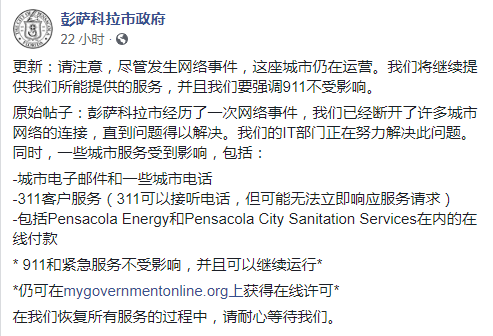 彭萨科拉市政府
22 小时 ·
更新：请注意，尽管发生网络事件，这座城市仍在运营。我们将继续提
供我们所能提供的服务，并且我们要强调911不受影响。
原始帖子：彭萨科拉市经历了一次网络事件，我们已经断开了许多城市
网络的连接，直到问题得以解决。我们的IT部门正在努力解决此问题。
同时，一些城市服务受到影响，包括：
-城市电子邮件和一些城市电话
-311客户服务（311可以接听电话，但可能无法立即响应服务请求）
-包括Pensacola Energy和Pensacola City Sanitation Services在内的在
线付款
* 911和紧急服务不受影响，并且可以继续运行*
*仍可在mygovernmentonline.org上获得在线许可*
在我们恢复所有服务的过程中，请耐心等待我们。